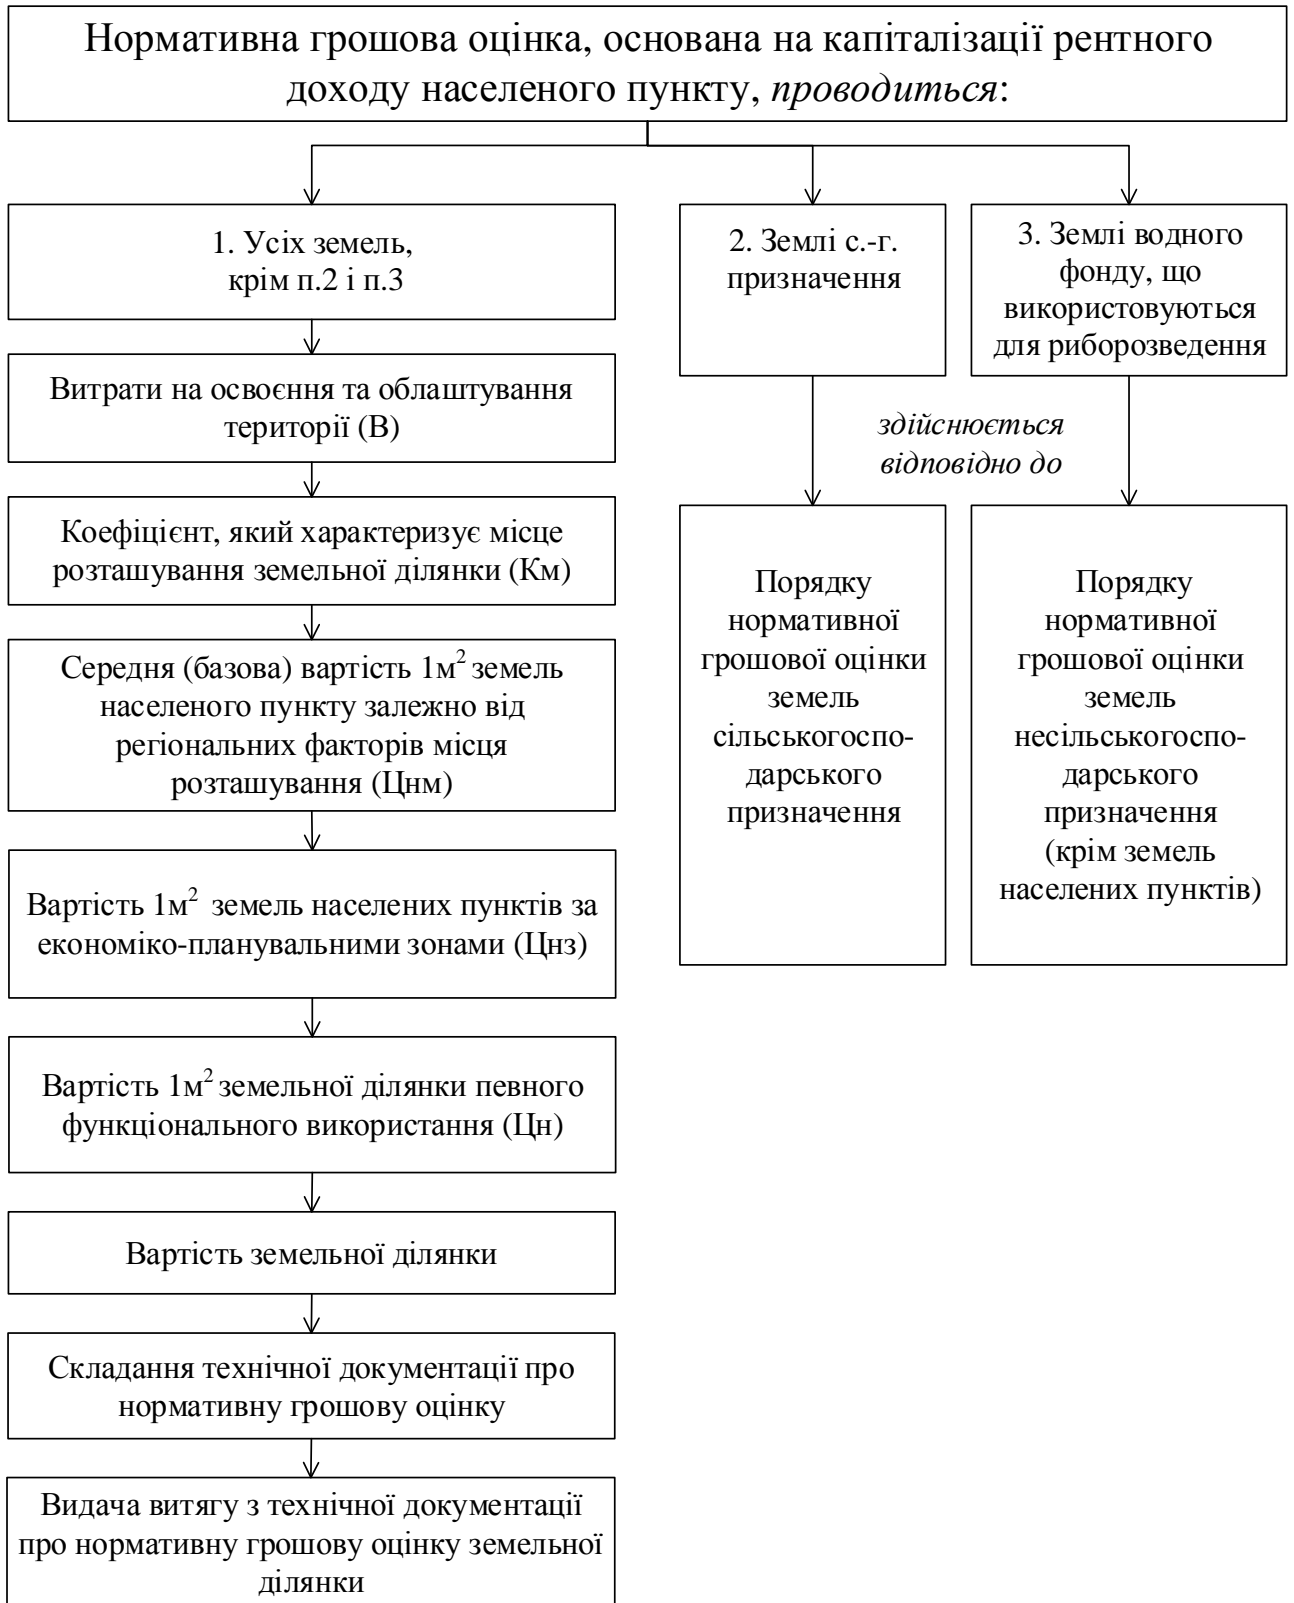 Нормативна грошова оцінка, основана на капіталізації рентного
доходу населеного пункту, проводиться:
1. Усіх земель,
крім п.2 і п.3
2. Землі с.-г.
призначення
3. Землі водного
фонду, що
використовуються
для риборозведення
Витрати на освоєння та облаштування
території (В)
здійснюється
відповідно до
Коефіцієнт, який характеризує місце
розташування земельної ділянки (Км)
Середня (базова) вартість 1м² земель
населеного пункту залежно від
регіональних факторів місця
розташування (Цнм)
Вартість 1м² земель населених пунктів за
економіко-планувальними зонами (Цнз)
Вартість 1м² земельної ділянки певного
функціонального використання (Цн)
Вартість земельної ділянки
Складання технічної документації про
нормативну грошову оцінку
Видача витягу з технічної документації
про нормативну грошову оцінку земельної
ділянки
Порядку
нормативної
грошової оцінки
земель
сільськогоспо-
дарського
призначення
Порядку
нормативної
грошової оцінки
земель
несільськогоспо-
дарського
призначення
(крім земель
населених пунктів)